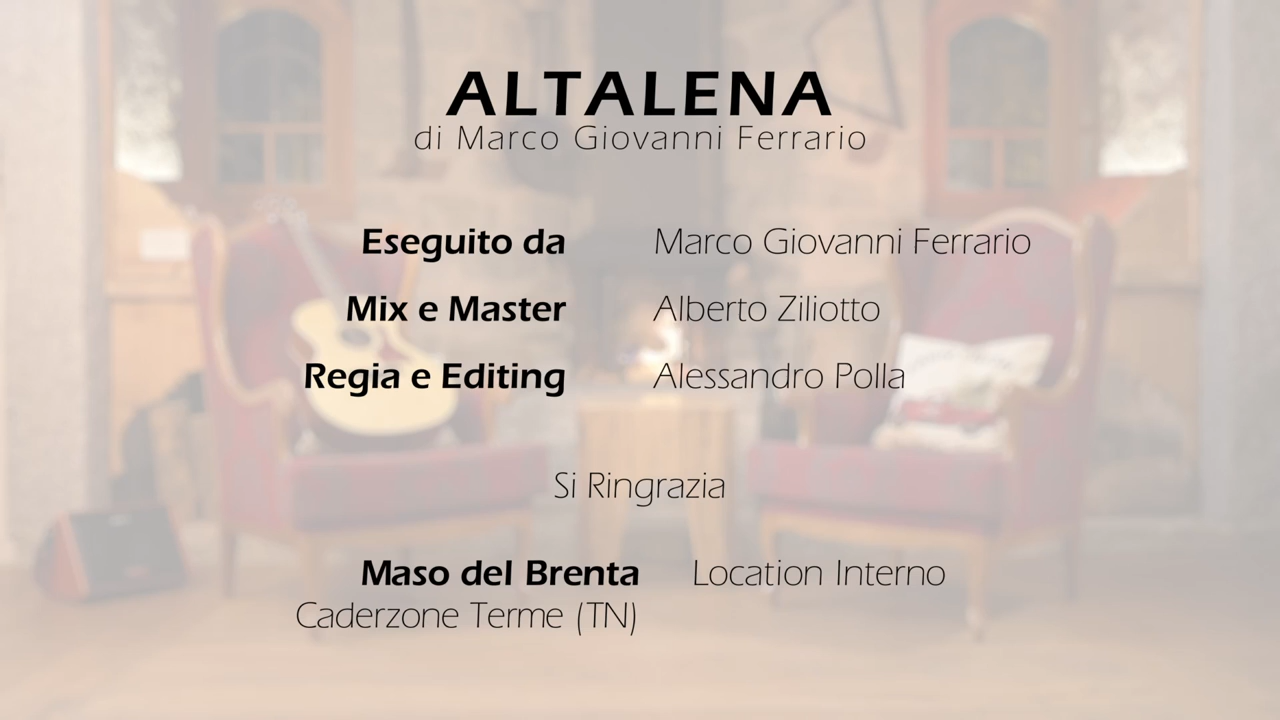 ALTALENA
di Marco Giovanni Ferrario
Eseguito da Marco Giovanni Ferrario
Mix e Master Alberto Ziliotto
Regia e Editing Alessandro Polla
Si Ringrazia
Maso del Brenta Location Interno
Caderzone Terme (TN)